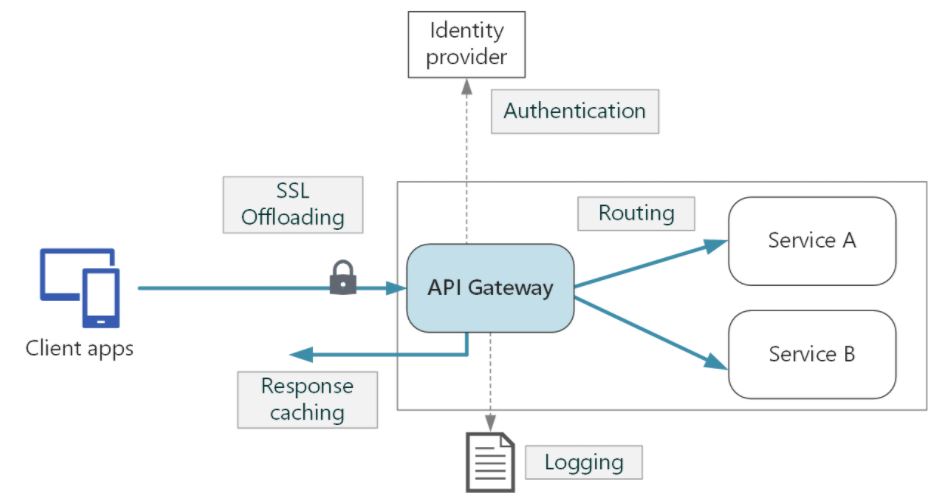 Identity
provider
Authentication
SSL
Offloading
Routing
Service A
API Gateway
Client apps
Service B
Response
caching
Logging